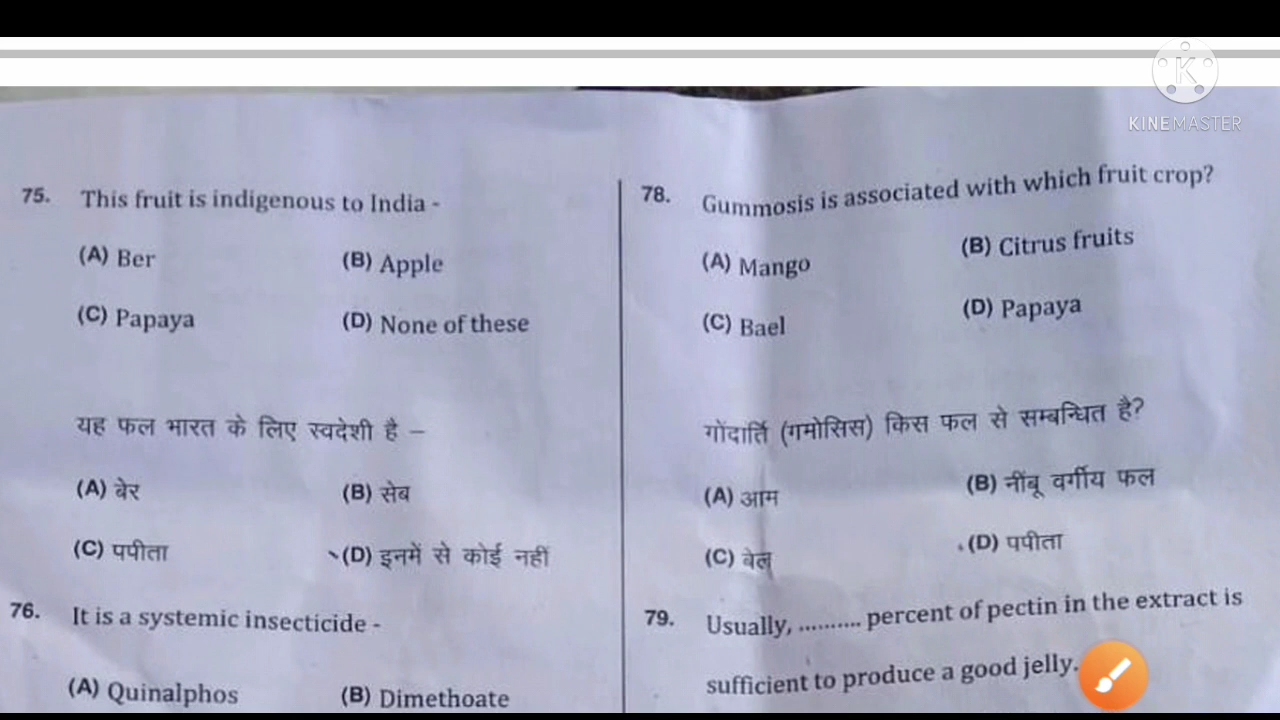 K
KINEMASTER
75. This fruit is indigenous to India -
(A) Ber (B) Apple
(C) Papaya (D) None of these
यह फल भारत के लिए स्वदेशी है –
(A) बेर (B) सेब
(C) पपीता (D) इनमें से कोई नहीं
76. It is a systemic insecticide -
(A) Quinalphos (B) Dimethoate
78. Gummosis is associated with which fruit crop?
(A) Mango (B) Citrus fruits
(C) Bael (D) Papaya
गोंदार्ति (गमोसिस) किस फल से सम्बन्धित है?
(A) आम (B) नींबू वर्गीय फल
(C) बेल (D) पपीता
79. Usually, .......... percent of pectin in the extract is
sufficient to produce a good jelly.